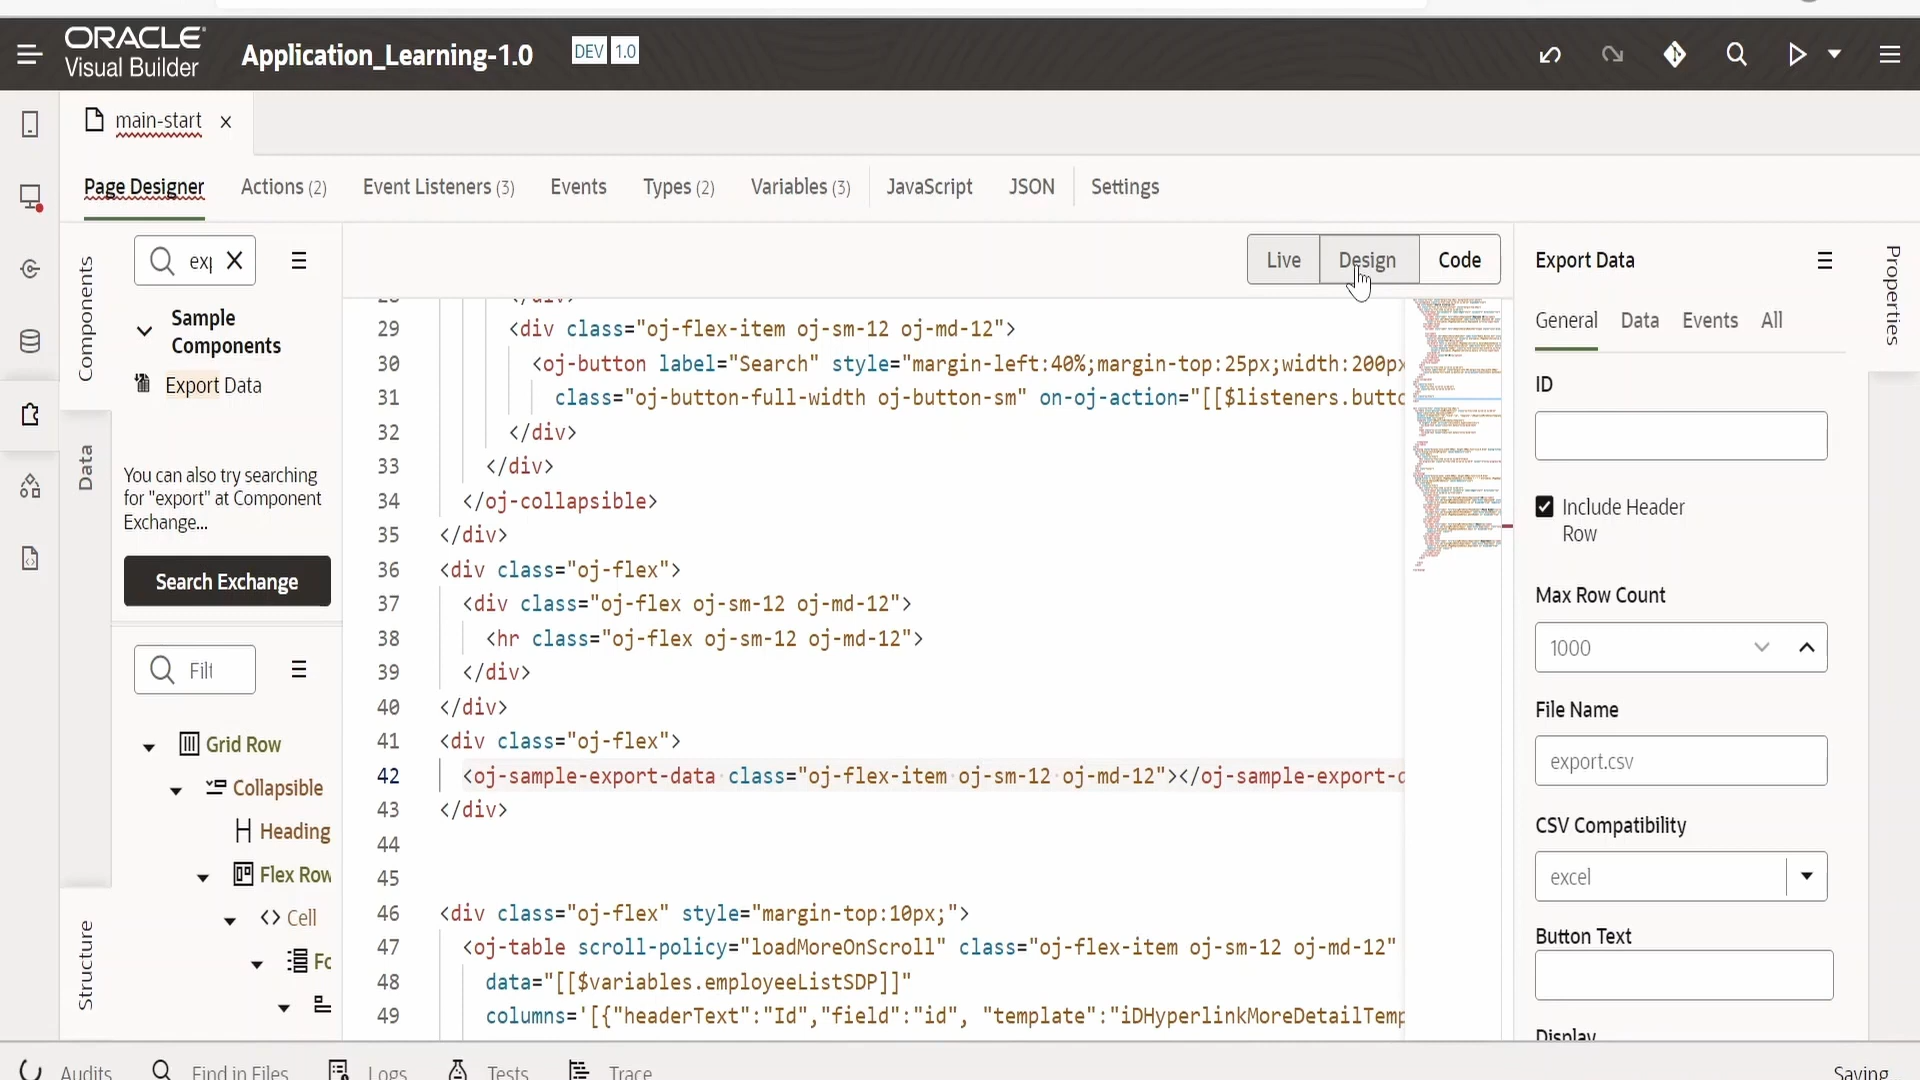 ORACLE
Visual Builder
Application_Learning-1.0
DEV 1.0
main-start
Page Designer
Actions (2)
Event Listeners (3)
Events
Types (2)
Variables (3)
JavaScript
JSON
Settings
Components
Data
Structure
exp
Sample
Components
Export Data
You can also try searching
for "export" at Component
Exchange...
Search Exchange
Filt
Grid Row
Collapsible
Heading
Flex Row
Cell
Fo
Live
Design
Code
29 <div class="oj-flex-item oj-sm-12 oj-md-12">
30 <oj-button label="Search" style="margin-left:40%;margin-top:25px;width:200px
31 class="oj-button-full-width oj-button-sm" on-oj-action="[[$listeners.butto
32 </div>
33 </div>
34 </oj-collapsible>
35 </div>
36 <div class="oj-flex">
37 <div class="oj-flex oj-sm-12 oj-md-12">
38 <hr class="oj-flex oj-sm-12 oj-md-12">
39 </div>
40 </div>
41 <div class="oj-flex">
42 <oj-sample-export-data class="oj-flex-item oj-sm-12 oj-md-12"></oj-sample-export-d
43 </div>
44
45
46 <div class="oj-flex" style="margin-top:10px;">
47 <oj-table scroll-policy="loadMoreOnScroll" class="oj-flex-item oj-sm-12 oj-md-12"
48 data="[[$variables.employeeListSDP]]"
49 columns='[{"headerText":"Id","field":"id", "template":"iDHyperlinkMoreDetailTemp
Export Data
General
Data
Events
All
ID
Include Header
Row
Max Row Count
1000
File Name
export.csv
CSV Compatibility
excel
Button Text
Display
Properties
Audits
Find in Files
Logs
Tests
Trace
Saving...